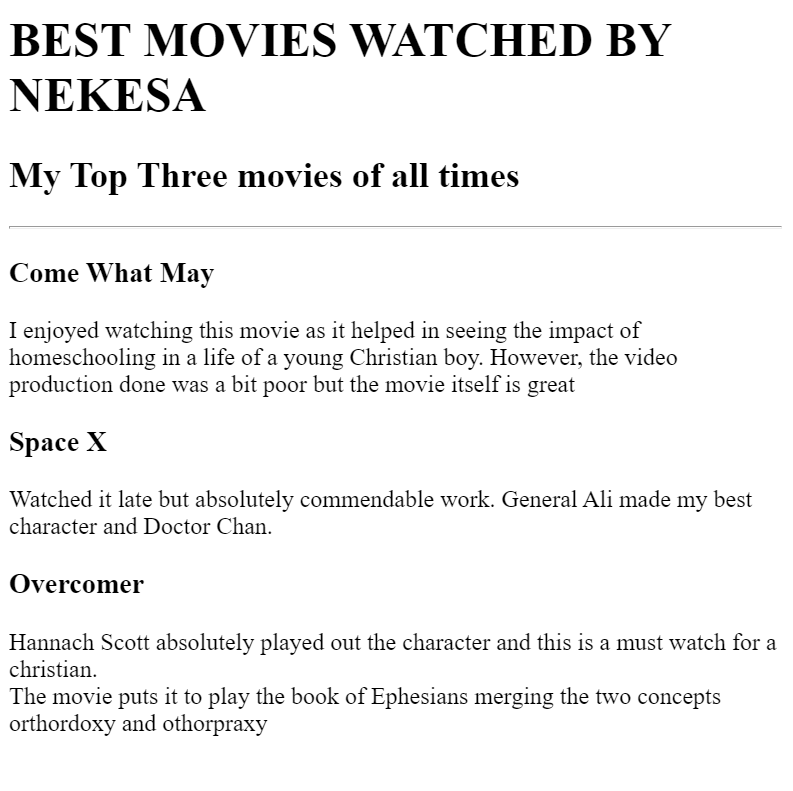 BEST MOVIES WATCHED BY
NEKESA
My Top Three movies of all times
Come What May
I enjoyed watching this movie as it helped in seeing the impact of
homeschooling in a life of a young Christian boy. However, the video
production done was a bit poor but the movie itself is great
Space X
Watched it late but absolutely commendable work. General Ali made my best
character and Doctor Chan.
Overcomer
Hannach Scott absolutely played out the character and this is a must watch for a
christian.
The movie puts it to play the book of Ephesians merging the two concepts
orthordoxy and othorpraxy